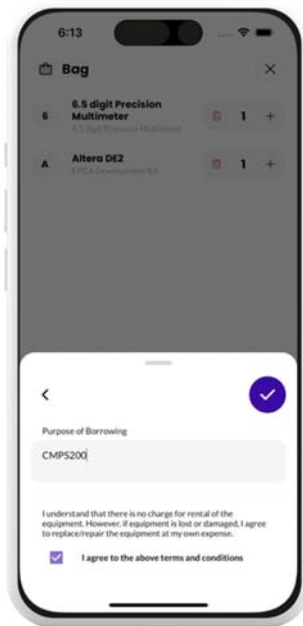 6:13
Bag
6
6.5 digit Precision
Multimeter
6.5 digit Precision Multimeter
1
+
A
Altera DE2
FPGA Development Kit
1
+
Purpose of Borrowing
CMPS200
I understand that there is no charge for rental of the
equipment. However, if equipment is lost or damaged, I agree
to replace/repair the equipment at my own expense.
I agree to the above terms and conditions